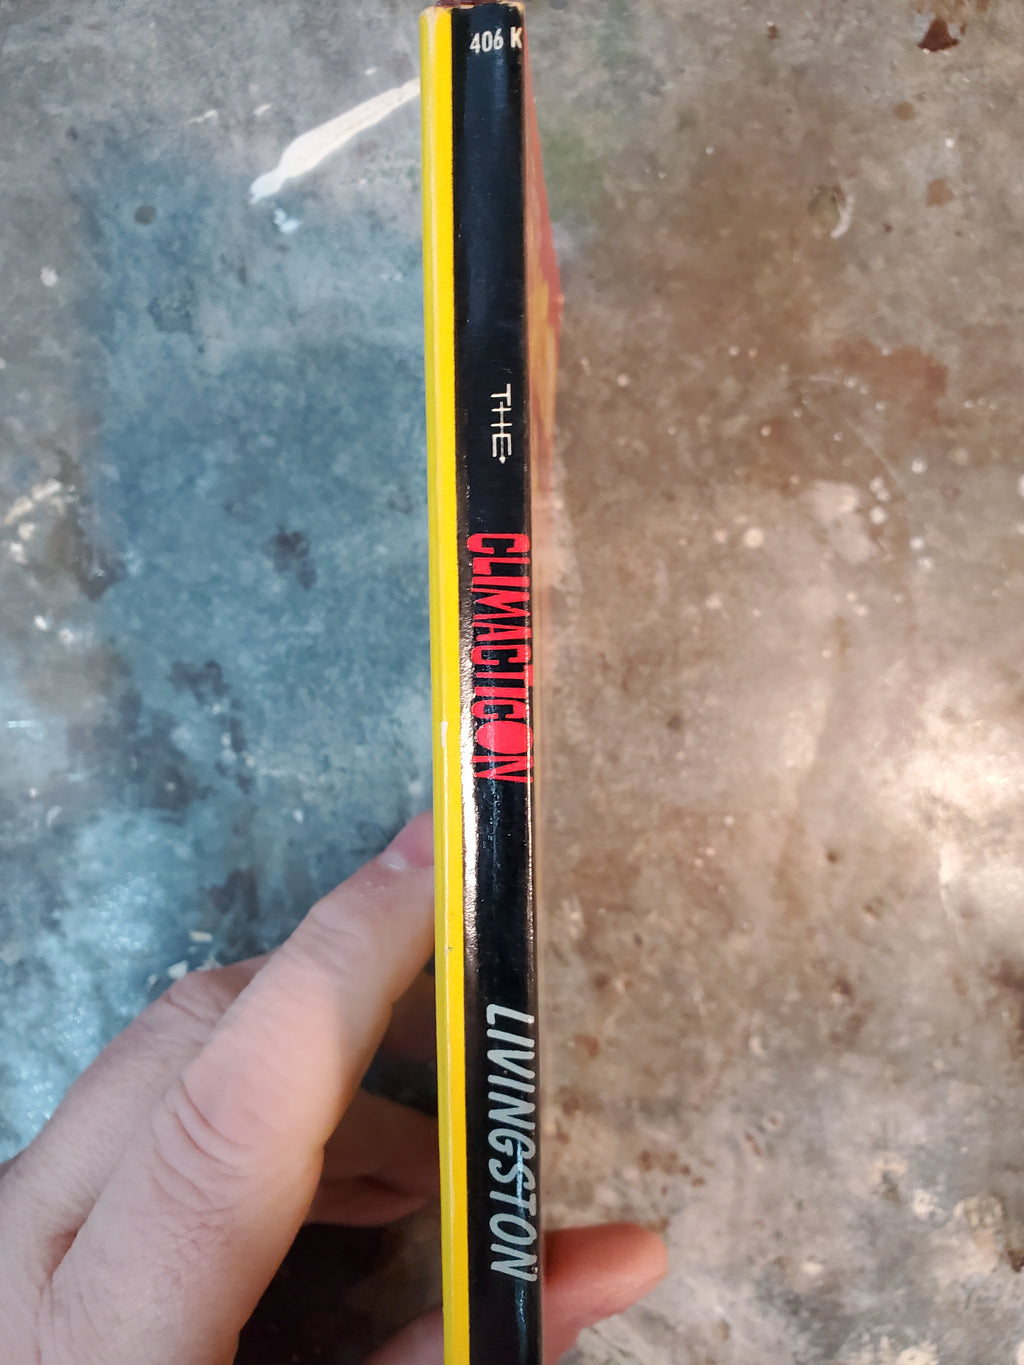 406 K
THE
CLIMACTICON
LIVINGSTON